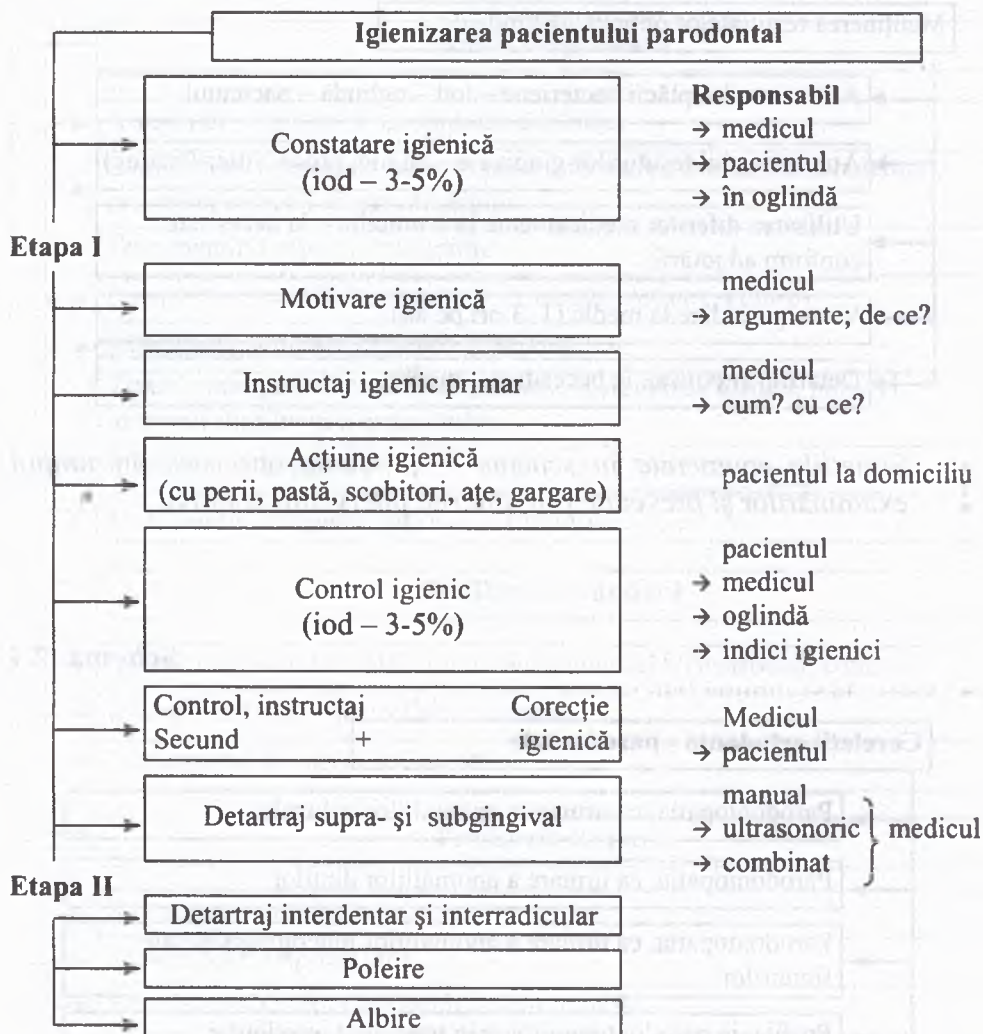 Igienizarea pacientului parodontal
Constatare igienică
(iod – 3-5%)
Responsabil
→ medicul
→ pacientul
→ în oglindă
Etapa I
Motivare igienică
medicul
→ argumente; de ce?
Instructaj igienic primar
medicul
→ cum? cu ce?
Acțiune igienică
(cu perii, pastă, scobitori, ațe, gargare)
pacientul la domiciliu
Control igienic
(iod – 3-5%)
pacientul
→ medicul
→ oglindă
→ indici igienici
Control, instructaj Corecție
Secund + igienică
Medicul
→ pacientul
Detartraj supra- și subgingival
manual
→ ultrasonoric } medicul
→ combinat
Etapa II
Detartraj interdentar și interradicular
Poleire
Albire